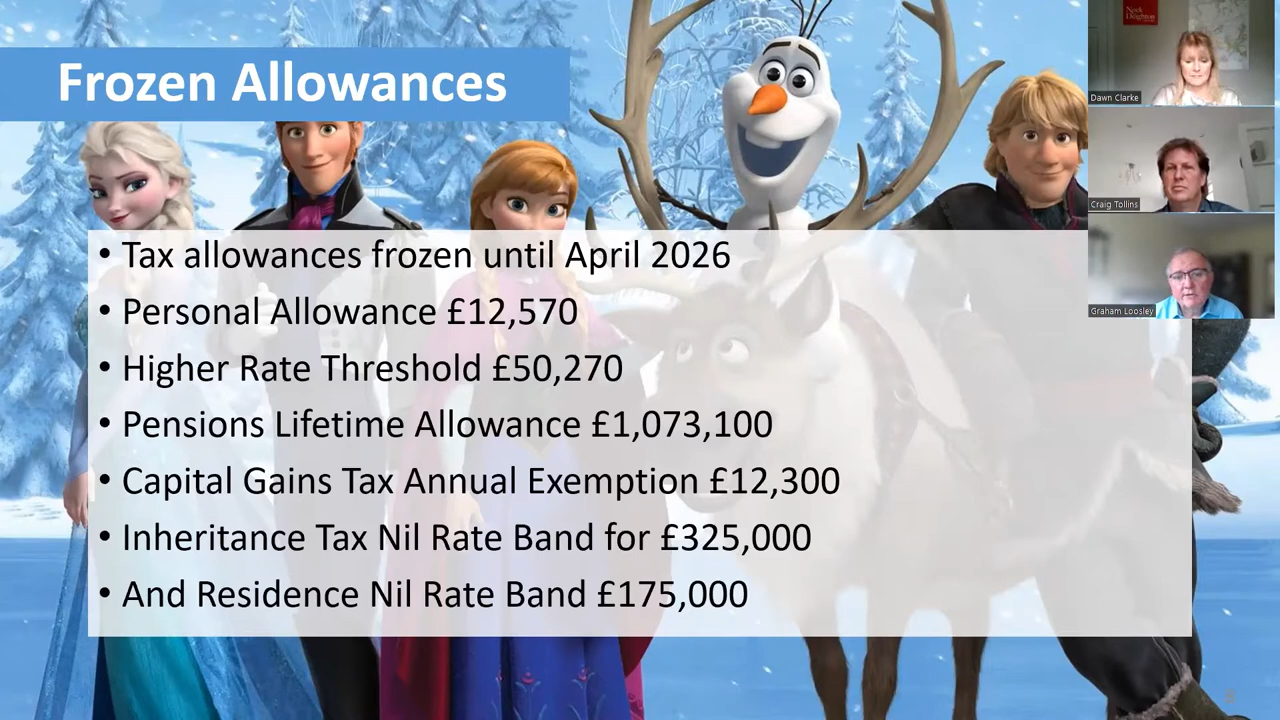 Frozen Allowances
• Tax allowances frozen until April 2026
• Personal Allowance £12,570
• Higher Rate Threshold £50,270
• Pensions Lifetime Allowance £1,073,100
• Capital Gains Tax Annual Exemption £12,300
• Inheritance Tax Nil Rate Band for £325,000
• And Residence Nil Rate Band £175,000
Nock
Deighton
Dawn Clarke
Craig Tollins
Graham Loosley